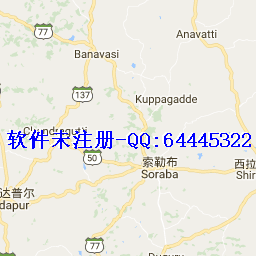 Anavatti
77
Banavasi
137
Kuppagadde
Chandragutti
软件未注册-QQ:64445322
50
索勒布
Soraba
西拉
Shir
达普尔
dapur
77